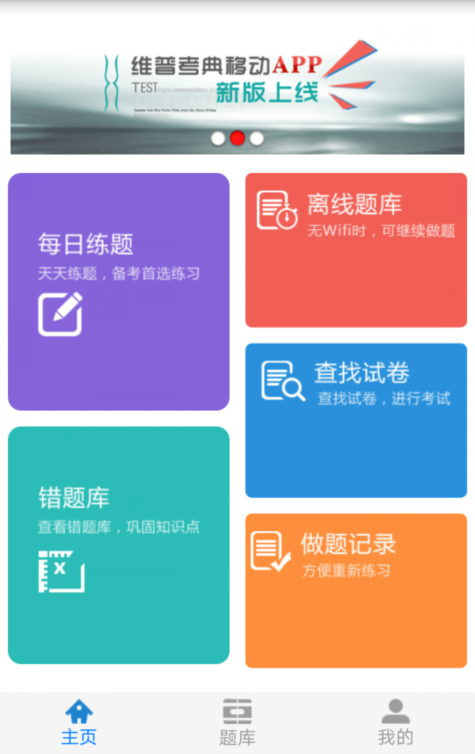 维普考典移动APP
TEST
新版上线
每日练题
天天练题，备考首选练习
离线题库
无Wifi时，可继续做题
查找试卷
查找试卷，进行考试
错题库
查看错题库，巩固知识点
X
做题记录
方便重新练习
主页
题库
我的